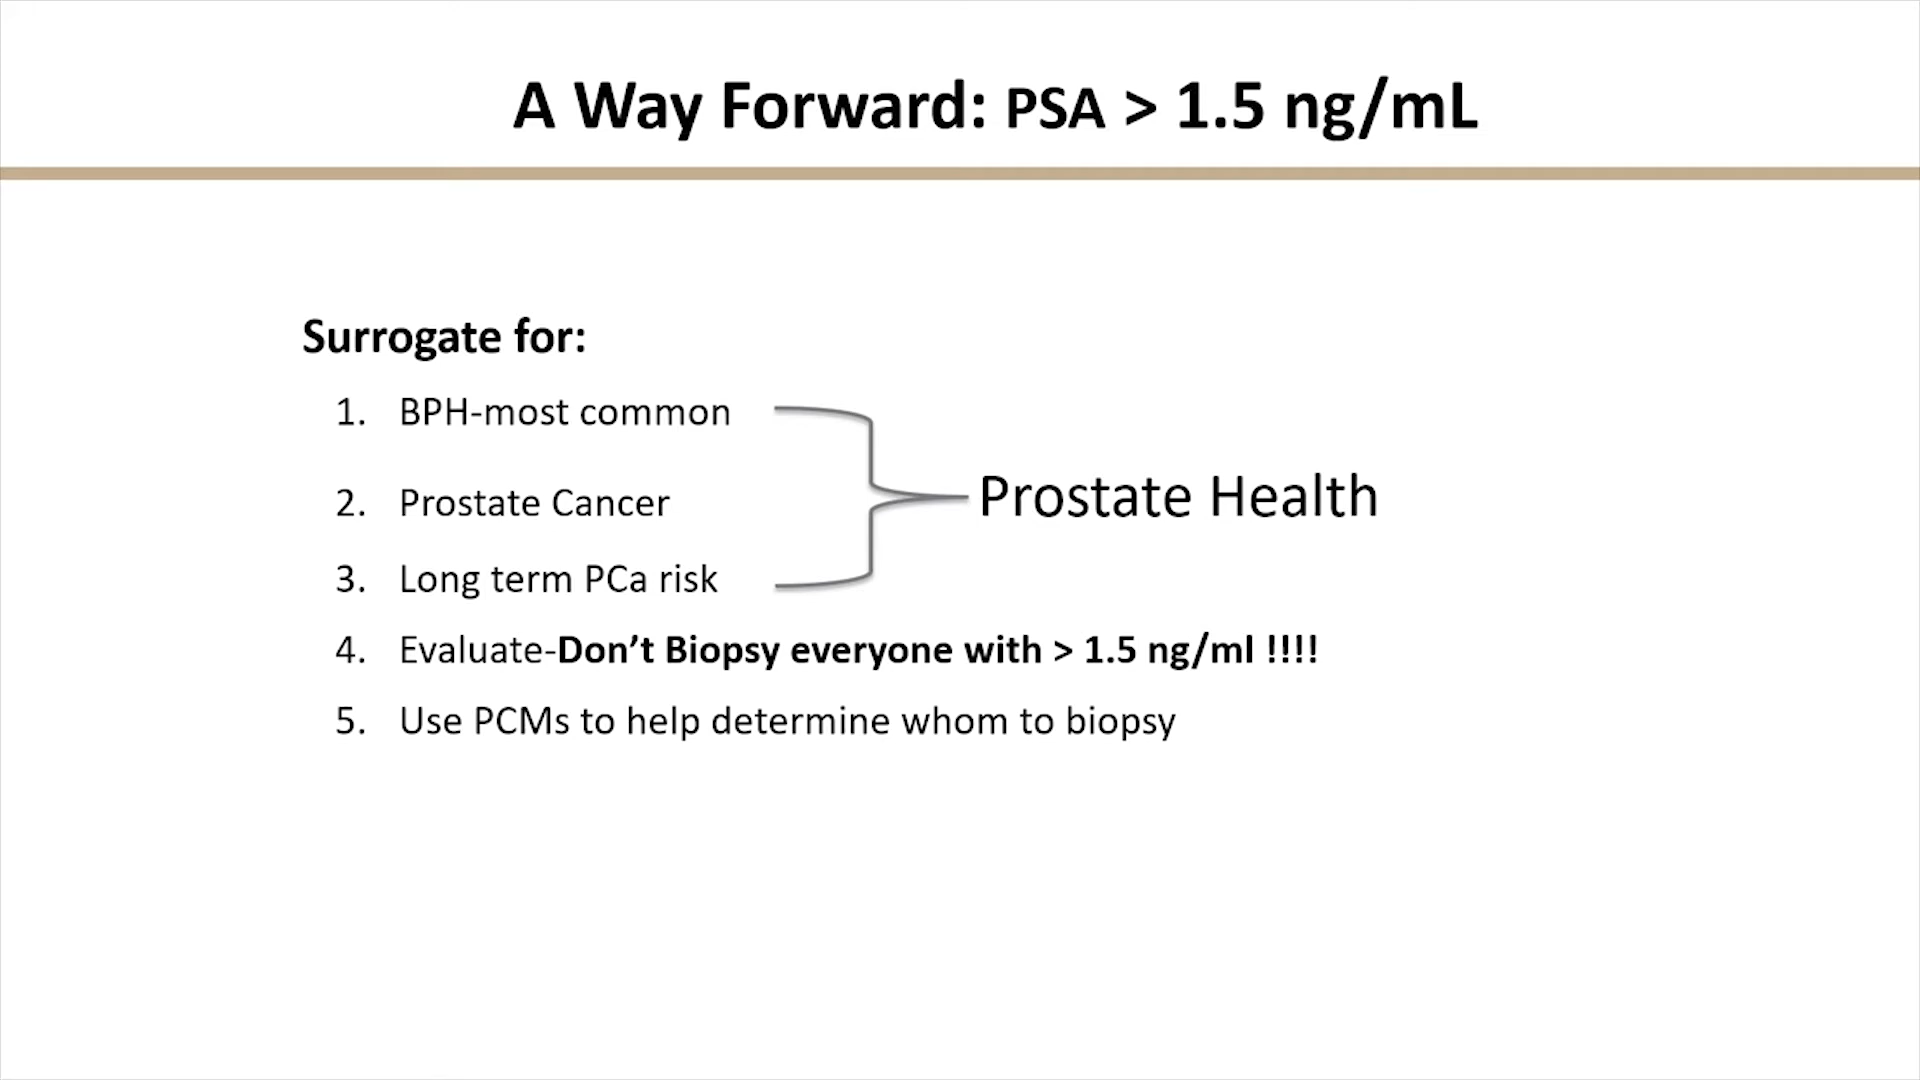 A Way Forward: PSA > 1.5 ng/mL
Surrogate for:
1. BPH-most common
2. Prostate Cancer
3. Long term PCa risk
Prostate Health
4. Evaluate-Don’t Biopsy everyone with > 1.5 ng/ml !!!!
5. Use PCMs to help determine whom to biopsy